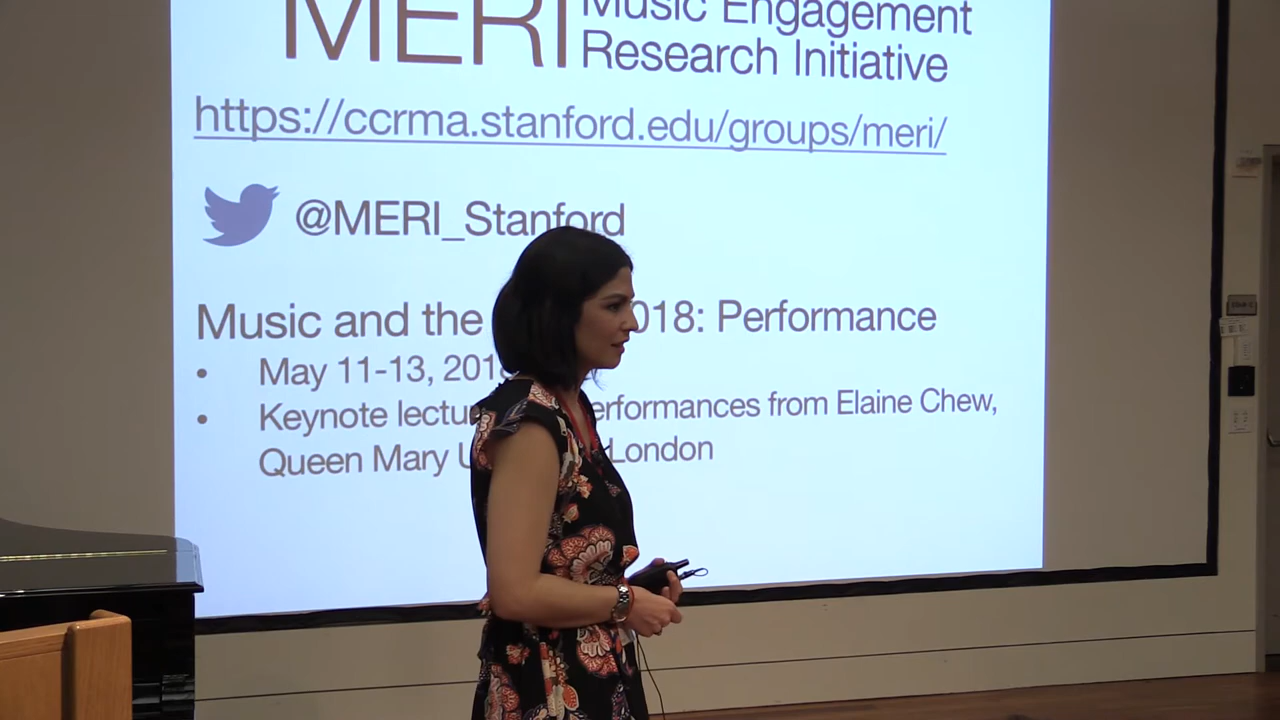 MERI
Music Engagement
Research Initiative
https://ccrma.stanford.edu/groups/meri/
@MERI_Stanford
Music and the 018: Performance
• May 11-13, 201
• Keynote lectu erformances from Elaine Chew,
Queen Mary U London